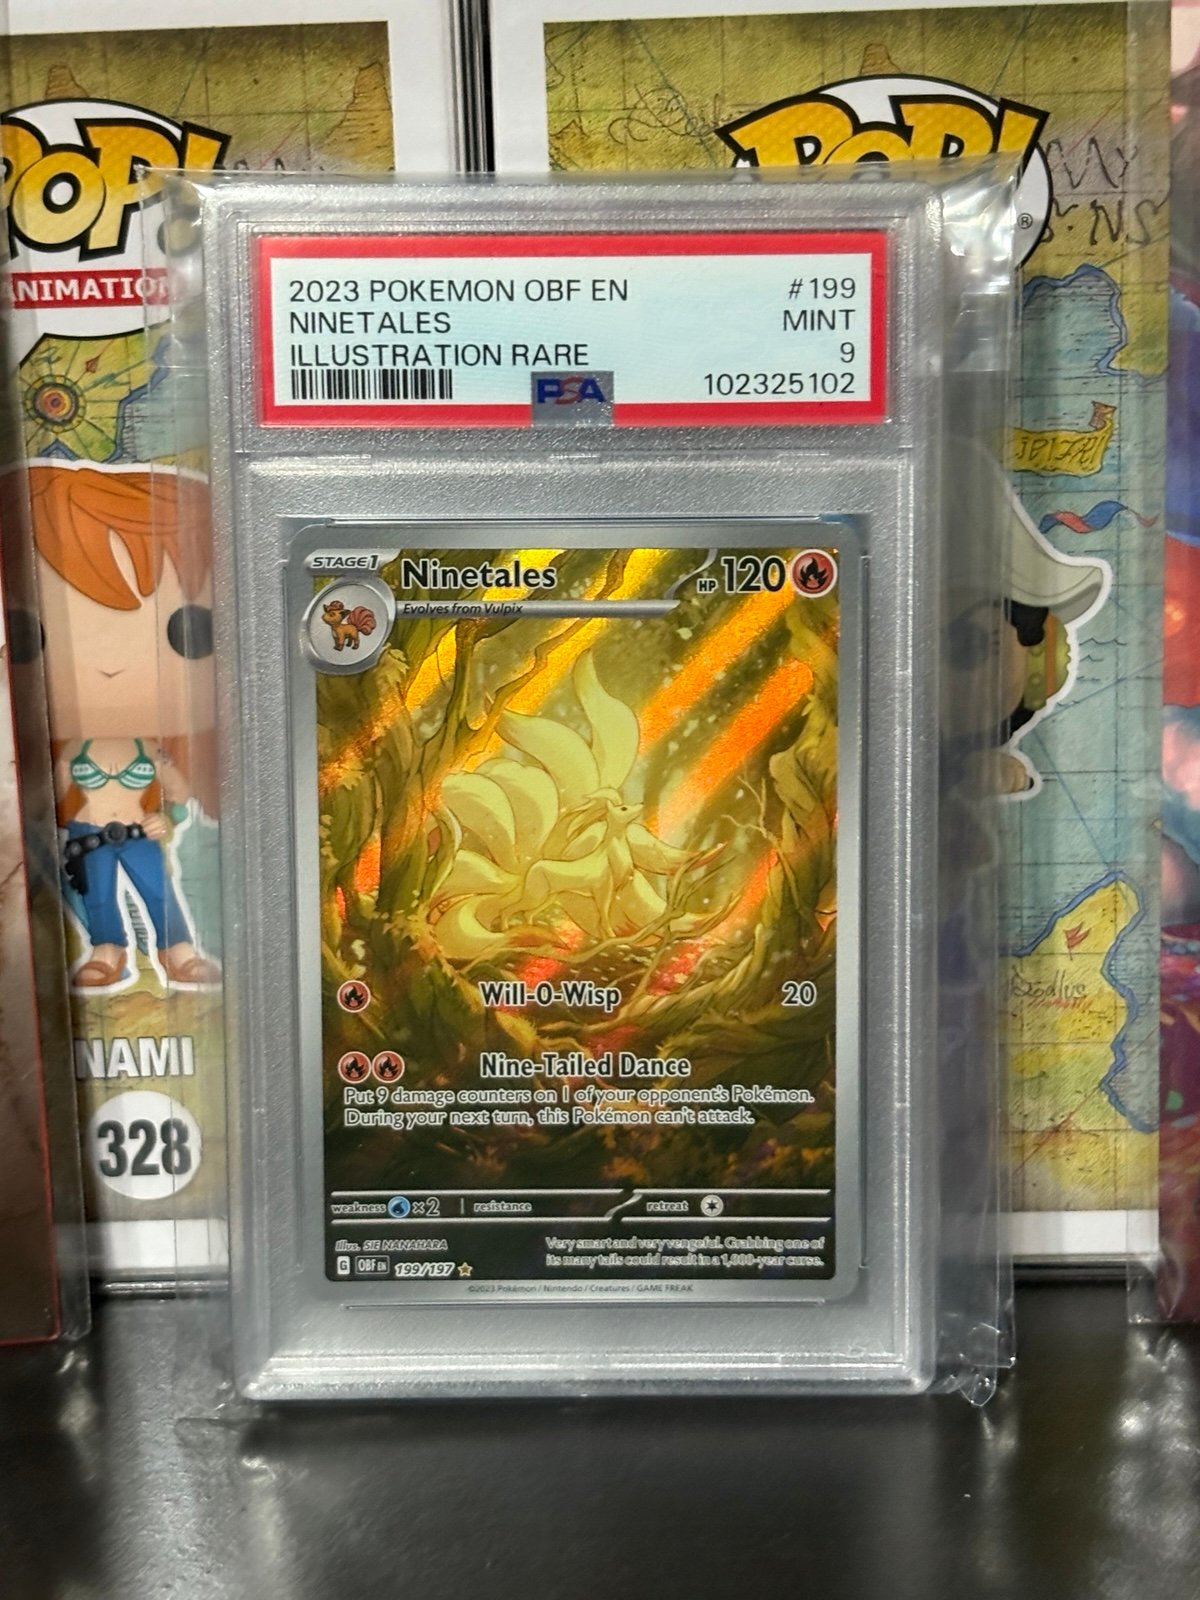 POP!
ANIMATION
POP!
®
2023 POKEMON OBF EN #199
NINETALES MINT
ILLUSTRATION RARE 9
PSA 102325102
STAGE 1 Ninetales HP 120
Evolves from Vulpix
Will-O-Wisp 20
Nine-Tailed Dance
Put 9 damage counters on 1 of your opponent's Pokémon.
During your next turn, this Pokémon can't attack.
weakness ×2 resistance retreat
Illus. SIE NANAHARA
Very smart and very vengeful. Grabbing one of
its many tails could result in a 1,000-year curse.
G OBF EN 199/197
©2023 Pokémon / Nintendo / Creatures / GAME FREAK
NAMI
328